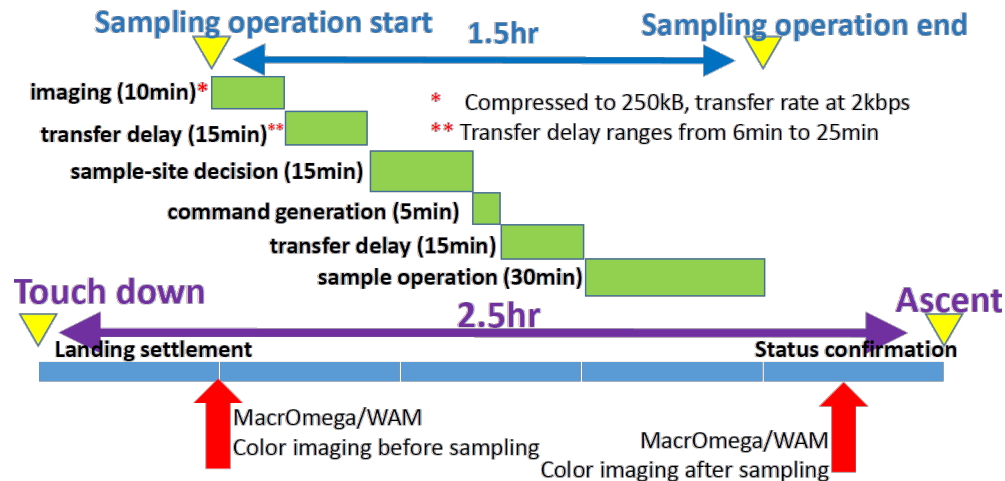 Sampling operation start
1.5hr
Sampling operation end
imaging (10min)*
* Compressed to 250kB, transfer rate at 2kbps
transfer delay (15min)**
** Transfer delay ranges from 6min to 25min
sample-site decision (15min)
command generation (5min)
transfer delay (15min)
sample operation (30min)
Touch down
2.5hr
Ascent
Landing settlement
Status confirmation
MacrOmega/WAM
Color imaging before sampling
MacrOmega/WAM
Color imaging after sampling